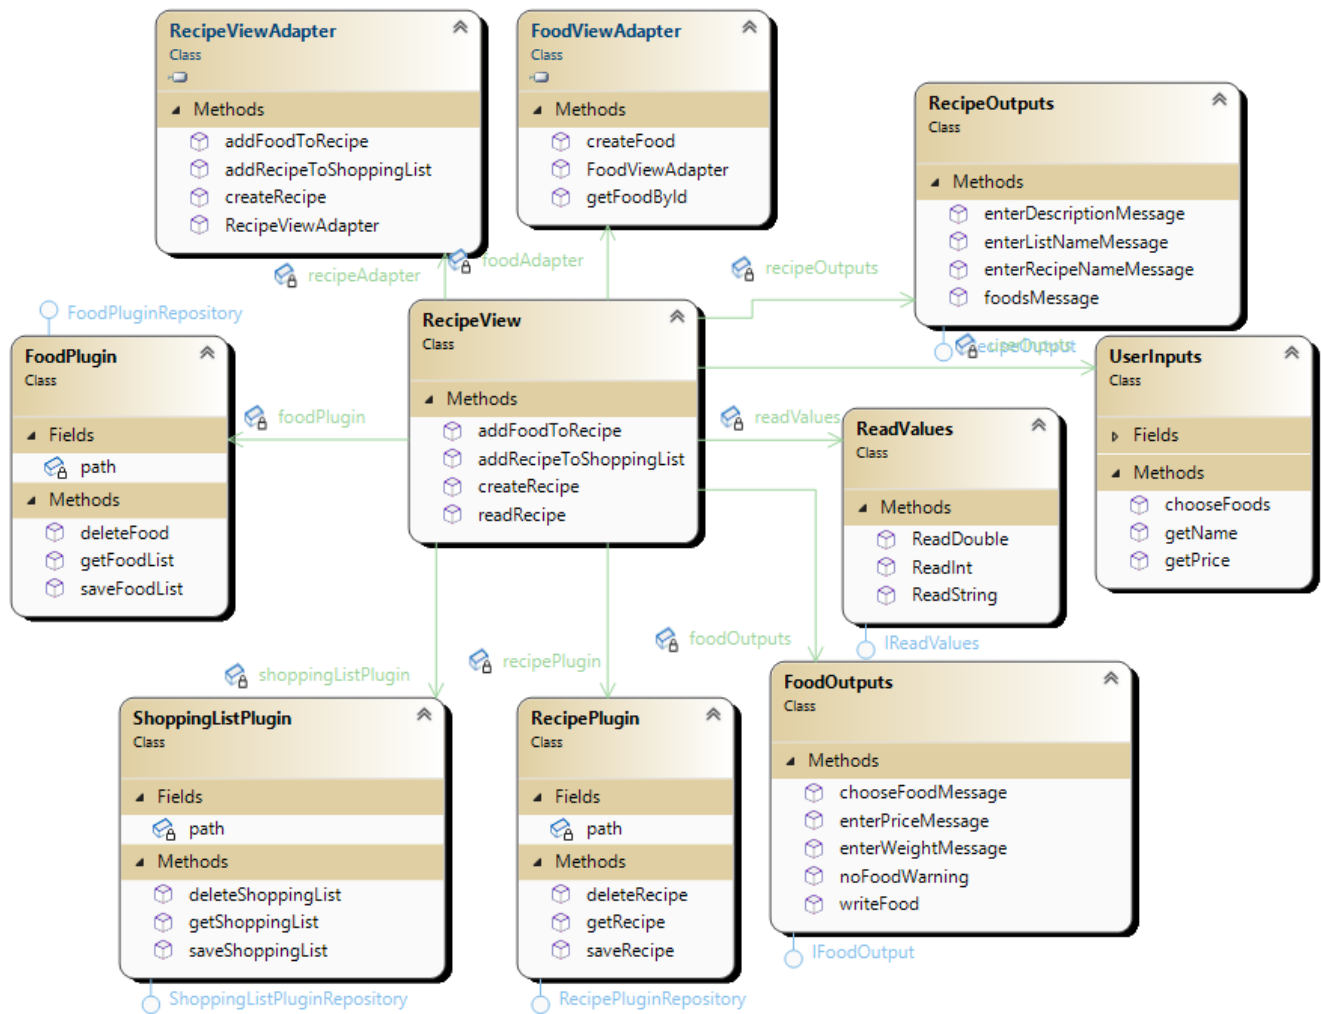 RecipeViewAdapter
Class
Methods
addFoodToRecipe
addRecipeToShoppingList
createRecipe
RecipeViewAdapter
FoodViewAdapter
Class
Methods
createFood
FoodViewAdapter
getFoodById
RecipeOutputs
Class
Methods
enterDescriptionMessage
enterListNameMessage
enterRecipeNameMessage
foodsMessage
recipeAdapter
foodAdapter
recipeOutputs
FoodPluginRepository
FoodPlugin
Class
Fields
path
Methods
deleteFood
getFoodList
saveFoodList
foodPlugin
RecipeView
Class
Methods
addFoodToRecipe
addRecipeToShoppingList
createRecipe
readRecipe
readValues
ReadValues
Class
Methods
ReadDouble
ReadInt
ReadString
IReadValues
UserInputs
Class
Fields
Methods
chooseFoods
getName
getPrice
shoppingListPlugin
recipePlugin
foodOutputs
ShoppingListPlugin
Class
Fields
path
Methods
deleteShoppingList
getShoppingList
saveShoppingList
ShoppingListPluginRepository
RecipePlugin
Class
Fields
path
Methods
deleteRecipe
getRecipe
saveRecipe
RecipePluginRepository
FoodOutputs
Class
Methods
chooseFoodMessage
enterPriceMessage
enterWeightMessage
noFoodWarning
writeFood
IFoodOutput